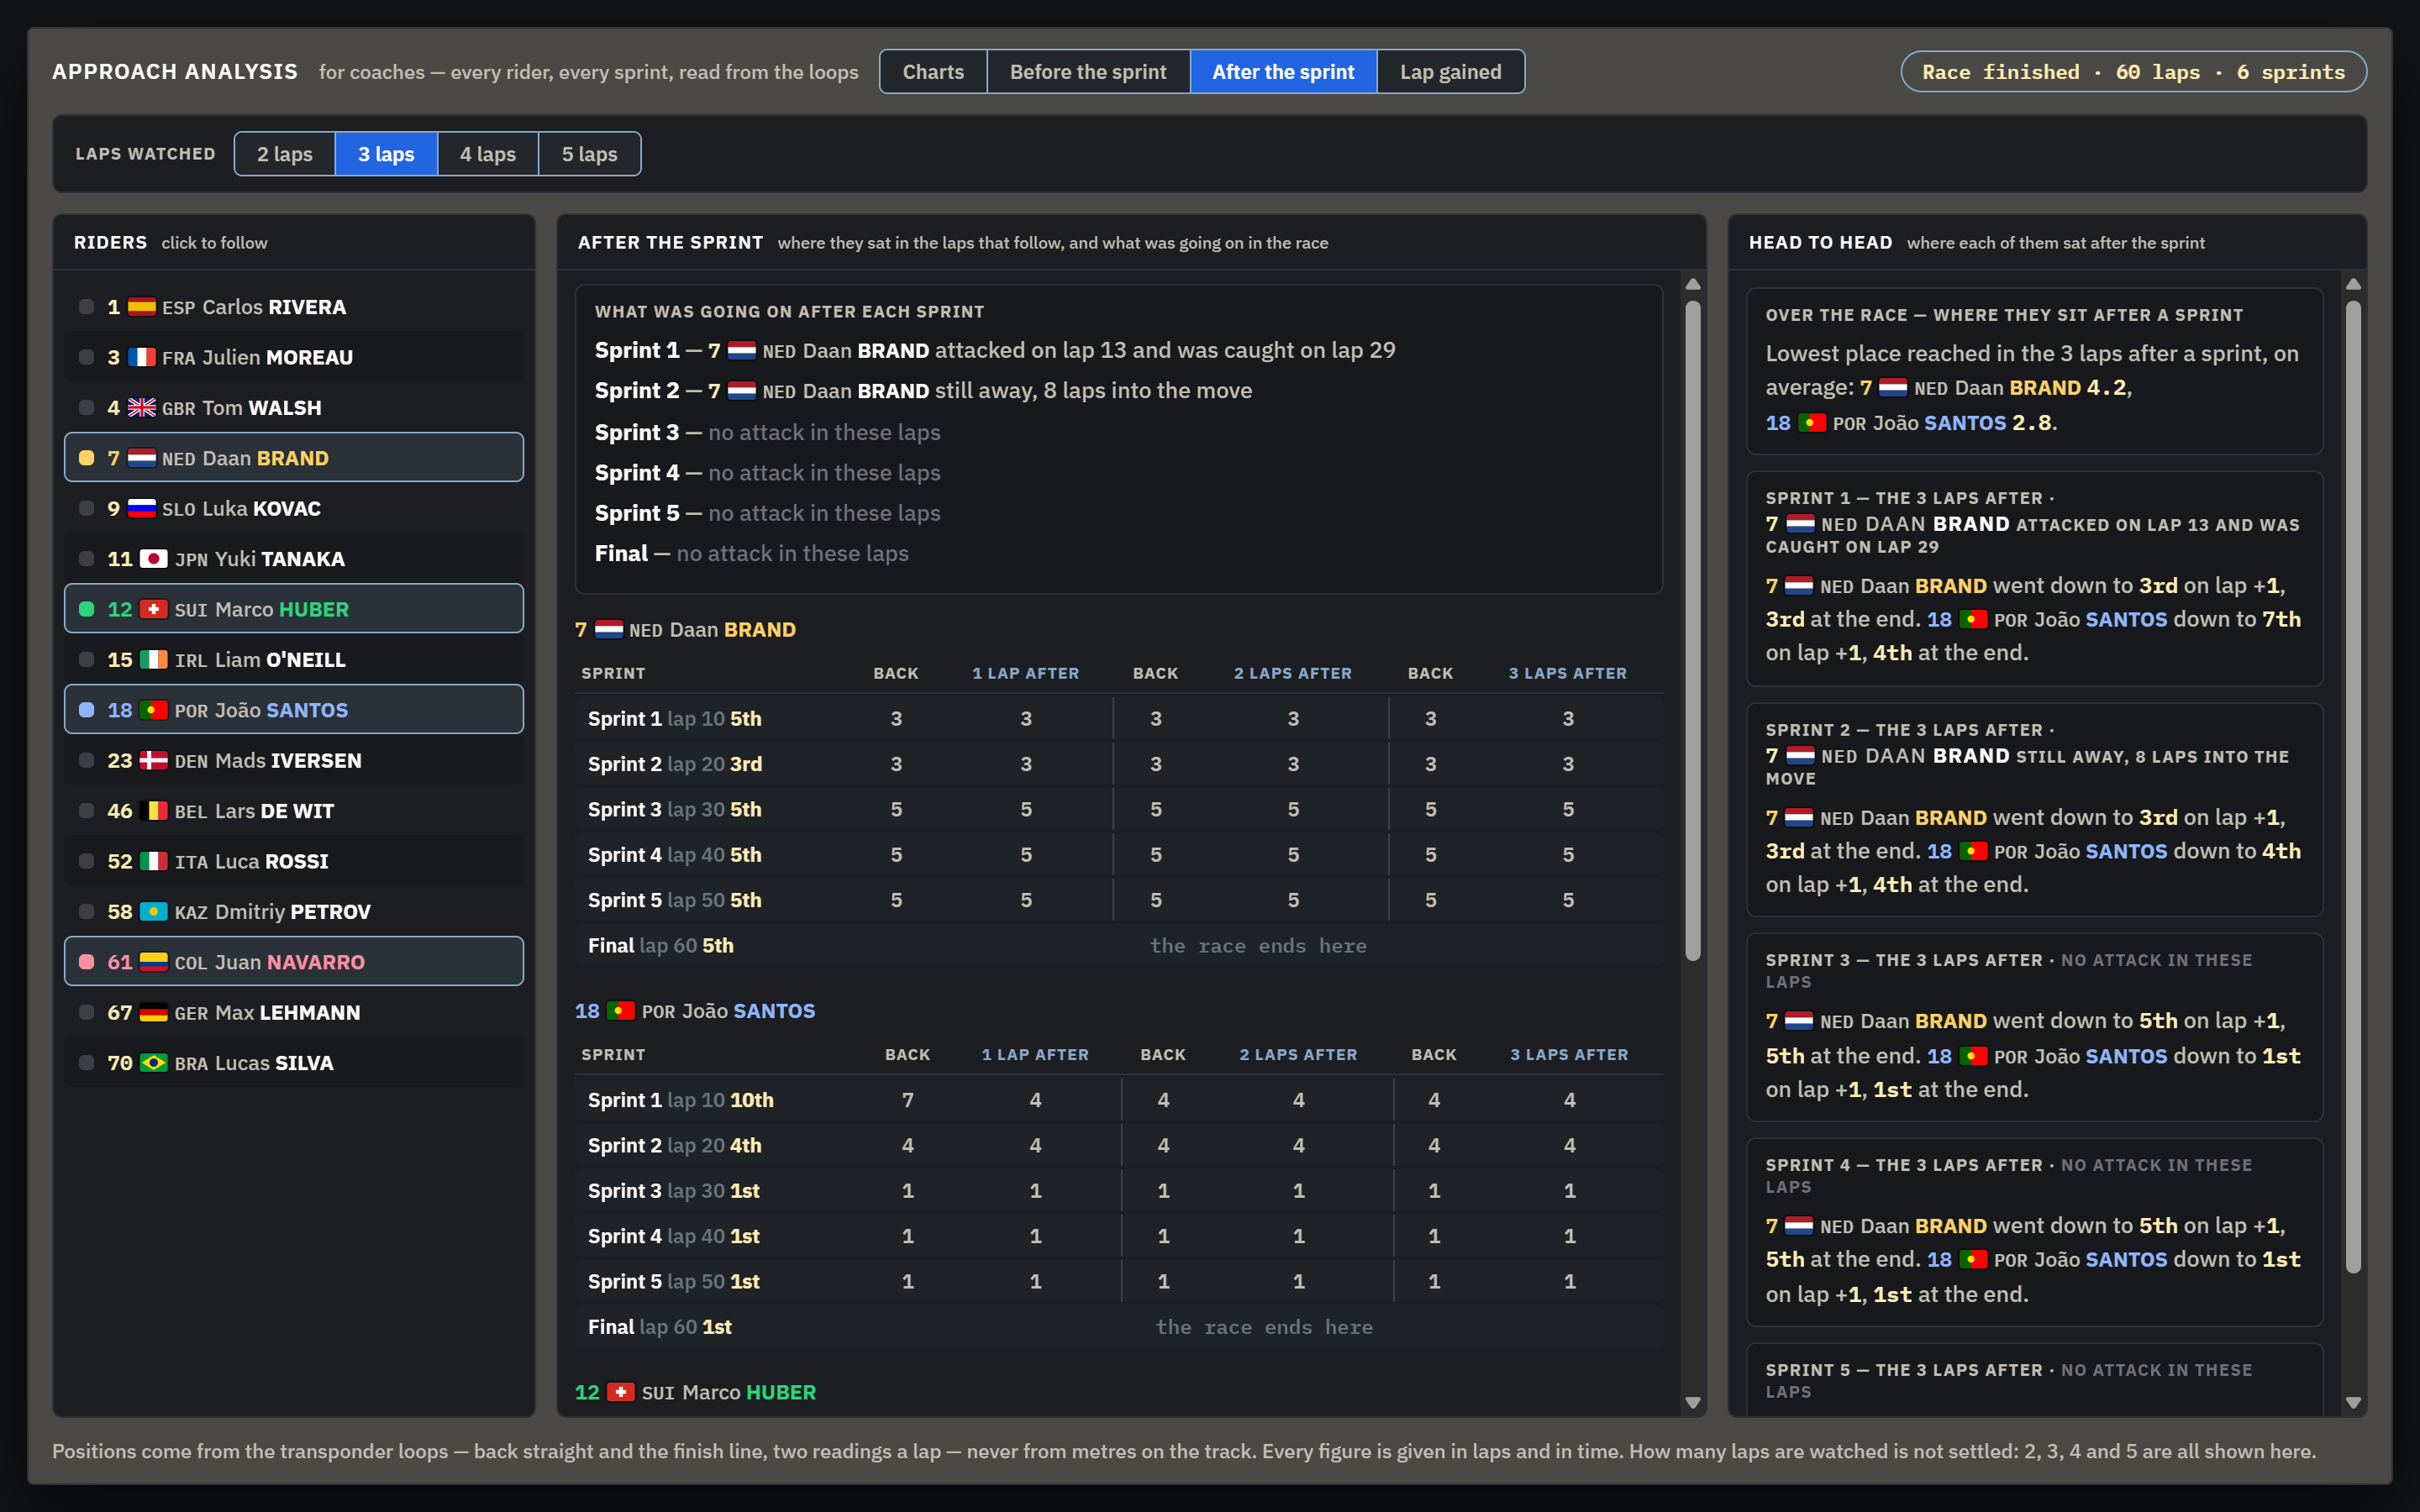 APPROACH ANALYSIS for coaches — every rider, every sprint, read from the loops
Charts Before the sprint After the sprint Lap gained
Race finished · 60 laps · 6 sprints
LAPS WATCHED 2 laps 3 laps 4 laps 5 laps
RIDERS click to follow
1 ESP Carlos RIVERA
3 FRA Julien MOREAU
4 GBR Tom WALSH
7 NED Daan BRAND
9 SLO Luka KOVAC
11 JPN Yuki TANAKA
12 SUI Marco HUBER
15 IRL Liam O'NEILL
18 POR João SANTOS
23 DEN Mads IVERSEN
46 BEL Lars DE WIT
52 ITA Luca ROSSI
58 KAZ Dmitriy PETROV
61 COL Juan NAVARRO
67 GER Max LEHMANN
70 BRA Lucas SILVA
AFTER THE SPRINT where they sat in the laps that follow, and what was going on in the race
WHAT WAS GOING ON AFTER EACH SPRINT
Sprint 1 — 7 NED Daan BRAND attacked on lap 13 and was caught on lap 29
Sprint 2 — 7 NED Daan BRAND still away, 8 laps into the move
Sprint 3 — no attack in these laps
Sprint 4 — no attack in these laps
Sprint 5 — no attack in these laps
Final — no attack in these laps
7 NED Daan BRAND
SPRINT BACK 1 LAP AFTER BACK 2 LAPS AFTER BACK 3 LAPS AFTER
Sprint 1 lap 10 5th 3 3 3 3 3 3
Sprint 2 lap 20 3rd 3 3 3 3 3 3
Sprint 3 lap 30 5th 5 5 5 5 5 5
Sprint 4 lap 40 5th 5 5 5 5 5 5
Sprint 5 lap 50 5th 5 5 5 5 5 5
Final lap 60 5th the race ends here
18 POR João SANTOS
SPRINT BACK 1 LAP AFTER BACK 2 LAPS AFTER BACK 3 LAPS AFTER
Sprint 1 lap 10 10th 7 4 4 4 4 4
Sprint 2 lap 20 4th 4 4 4 4 4 4
Sprint 3 lap 30 1st 1 1 1 1 1 1
Sprint 4 lap 40 1st 1 1 1 1 1 1
Sprint 5 lap 50 1st 1 1 1 1 1 1
Final lap 60 1st the race ends here
12 SUI Marco HUBER
HEAD TO HEAD where each of them sat after the sprint
OVER THE RACE — WHERE THEY SIT AFTER A SPRINT
Lowest place reached in the 3 laps after a sprint, on
average: 7 NED Daan BRAND 4.2,
18 POR João SANTOS 2.8.
SPRINT 1 — THE 3 LAPS AFTER ·
7 NED DAAN BRAND ATTACKED ON LAP 13 AND WAS
CAUGHT ON LAP 29
7 NED Daan BRAND went down to 3rd on lap +1,
3rd at the end. 18 POR João SANTOS down to 7th
on lap +1, 4th at the end.
SPRINT 2 — THE 3 LAPS AFTER ·
7 NED DAAN BRAND STILL AWAY, 8 LAPS INTO THE
MOVE
7 NED Daan BRAND went down to 3rd on lap +1,
3rd at the end. 18 POR João SANTOS down to 4th
on lap +1, 4th at the end.
SPRINT 3 — THE 3 LAPS AFTER · NO ATTACK IN THESE
LAPS
7 NED Daan BRAND went down to 5th on lap +1,
5th at the end. 18 POR João SANTOS down to 1st
on lap +1, 1st at the end.
SPRINT 4 — THE 3 LAPS AFTER · NO ATTACK IN THESE
LAPS
7 NED Daan BRAND went down to 5th on lap +1,
5th at the end. 18 POR João SANTOS down to 1st
on lap +1, 1st at the end.
SPRINT 5 — THE 3 LAPS AFTER · NO ATTACK IN THESE
LAPS
Positions come from the transponder loops — back straight and the finish line, two readings a lap — never from metres on the track. Every figure is given in laps and in time. How many laps are watched is not settled: 2, 3, 4 and 5 are all shown here.